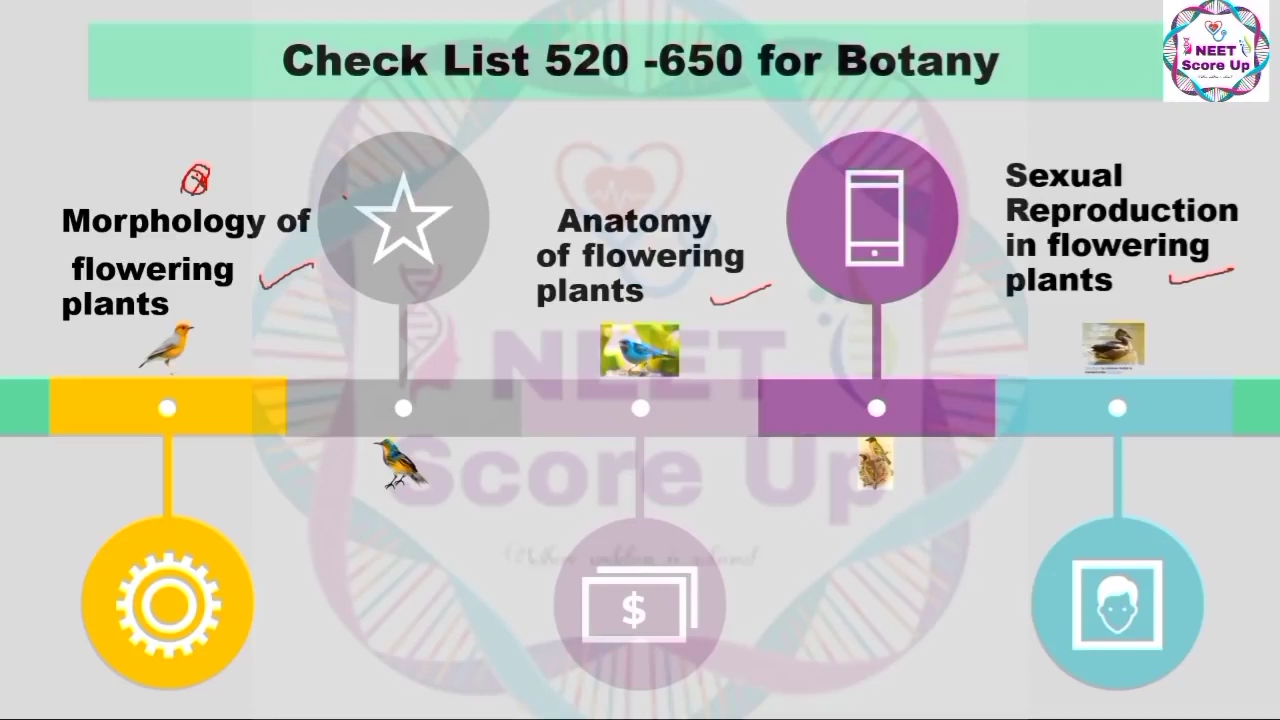 Check List 520 -650 for Botany
NEET
Score Up
Morphology of
flowering
plants
Anatomy
of flowering
plants
Sexual
Reproduction
in flowering
plants
NEET
Score Up
$